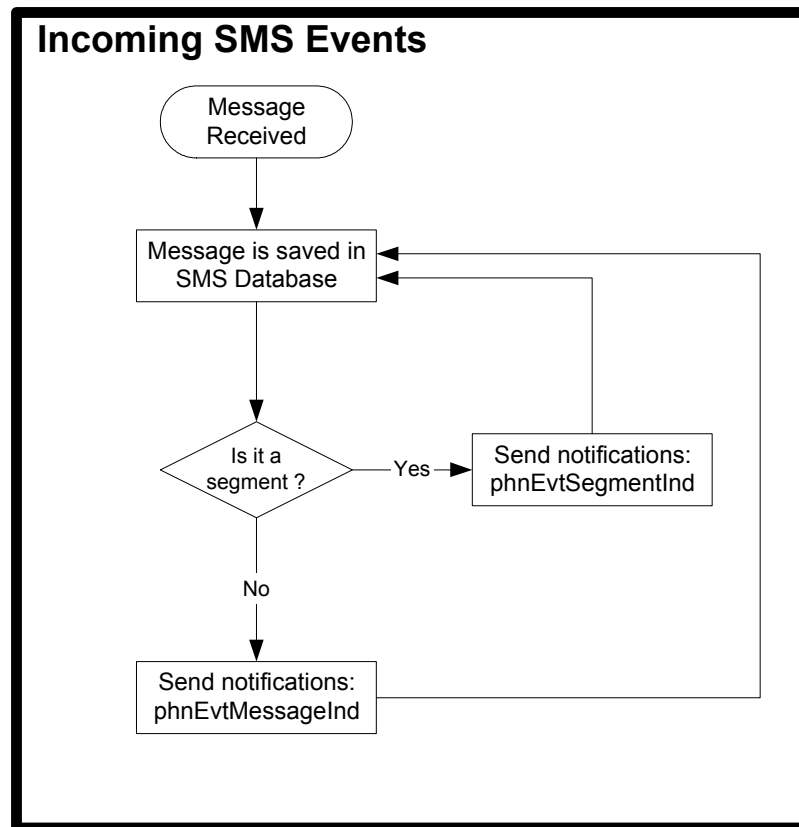 Incoming SMS Events
Message
Received
Message is saved in
SMS Database
Is it a
segment ?
Yes
Send notifications:
phnEvtSegmentInd
No
Send notifications:
phnEvtMessageInd